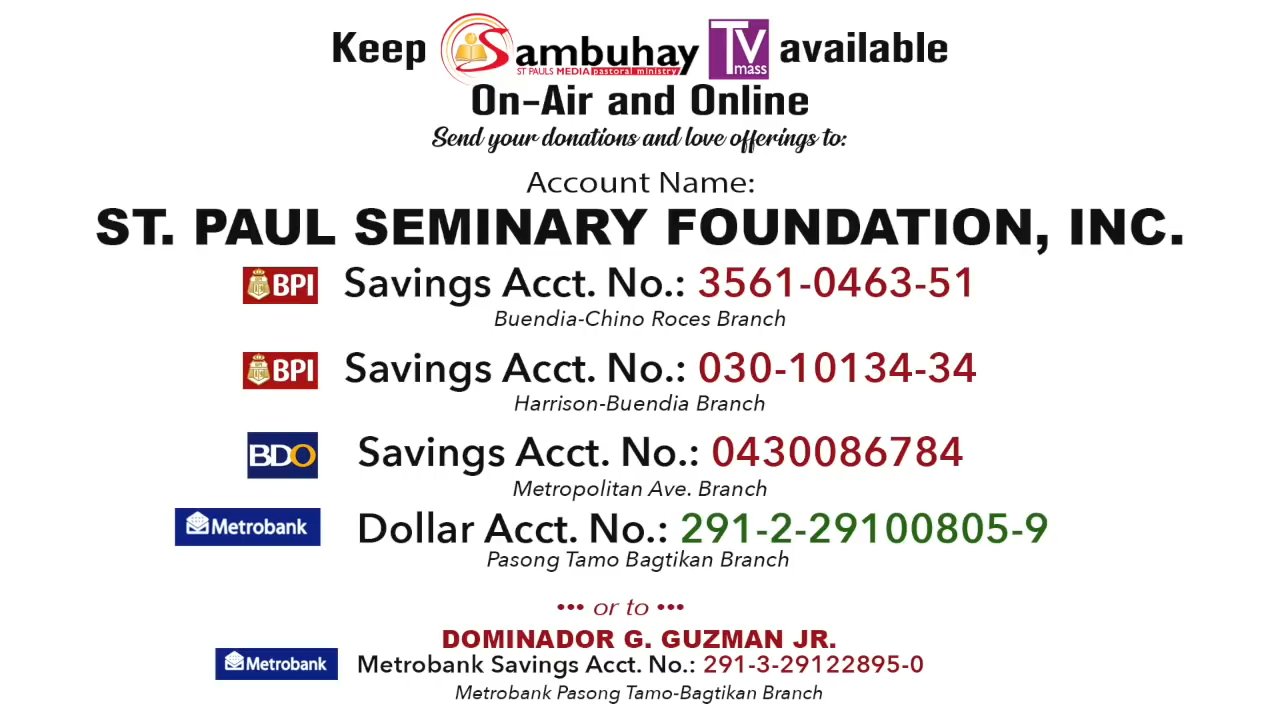 Keep Sambuhay TV mass available
ST PAULS MEDIA pastoral ministry
On-Air and Online
Send your donations and love offerings to:
Account Name:
ST. PAUL SEMINARY FOUNDATION, INC.
BPI Savings Acct. No.: 3561-0463-51
Buendia-Chino Roces Branch
BPI Savings Acct. No.: 030-10134-34
Harrison-Buendia Branch
BDO Savings Acct. No.: 0430086784
Metropolitan Ave. Branch
Metrobank Dollar Acct. No.: 291-2-29100805-9
Pasong Tamo Bagtikan Branch
••• or to •••
DOMINADOR G. GUZMAN JR.
Metrobank Metrobank Savings Acct. No.: 291-3-29122895-0
Metrobank Pasong Tamo-Bagtikan Branch